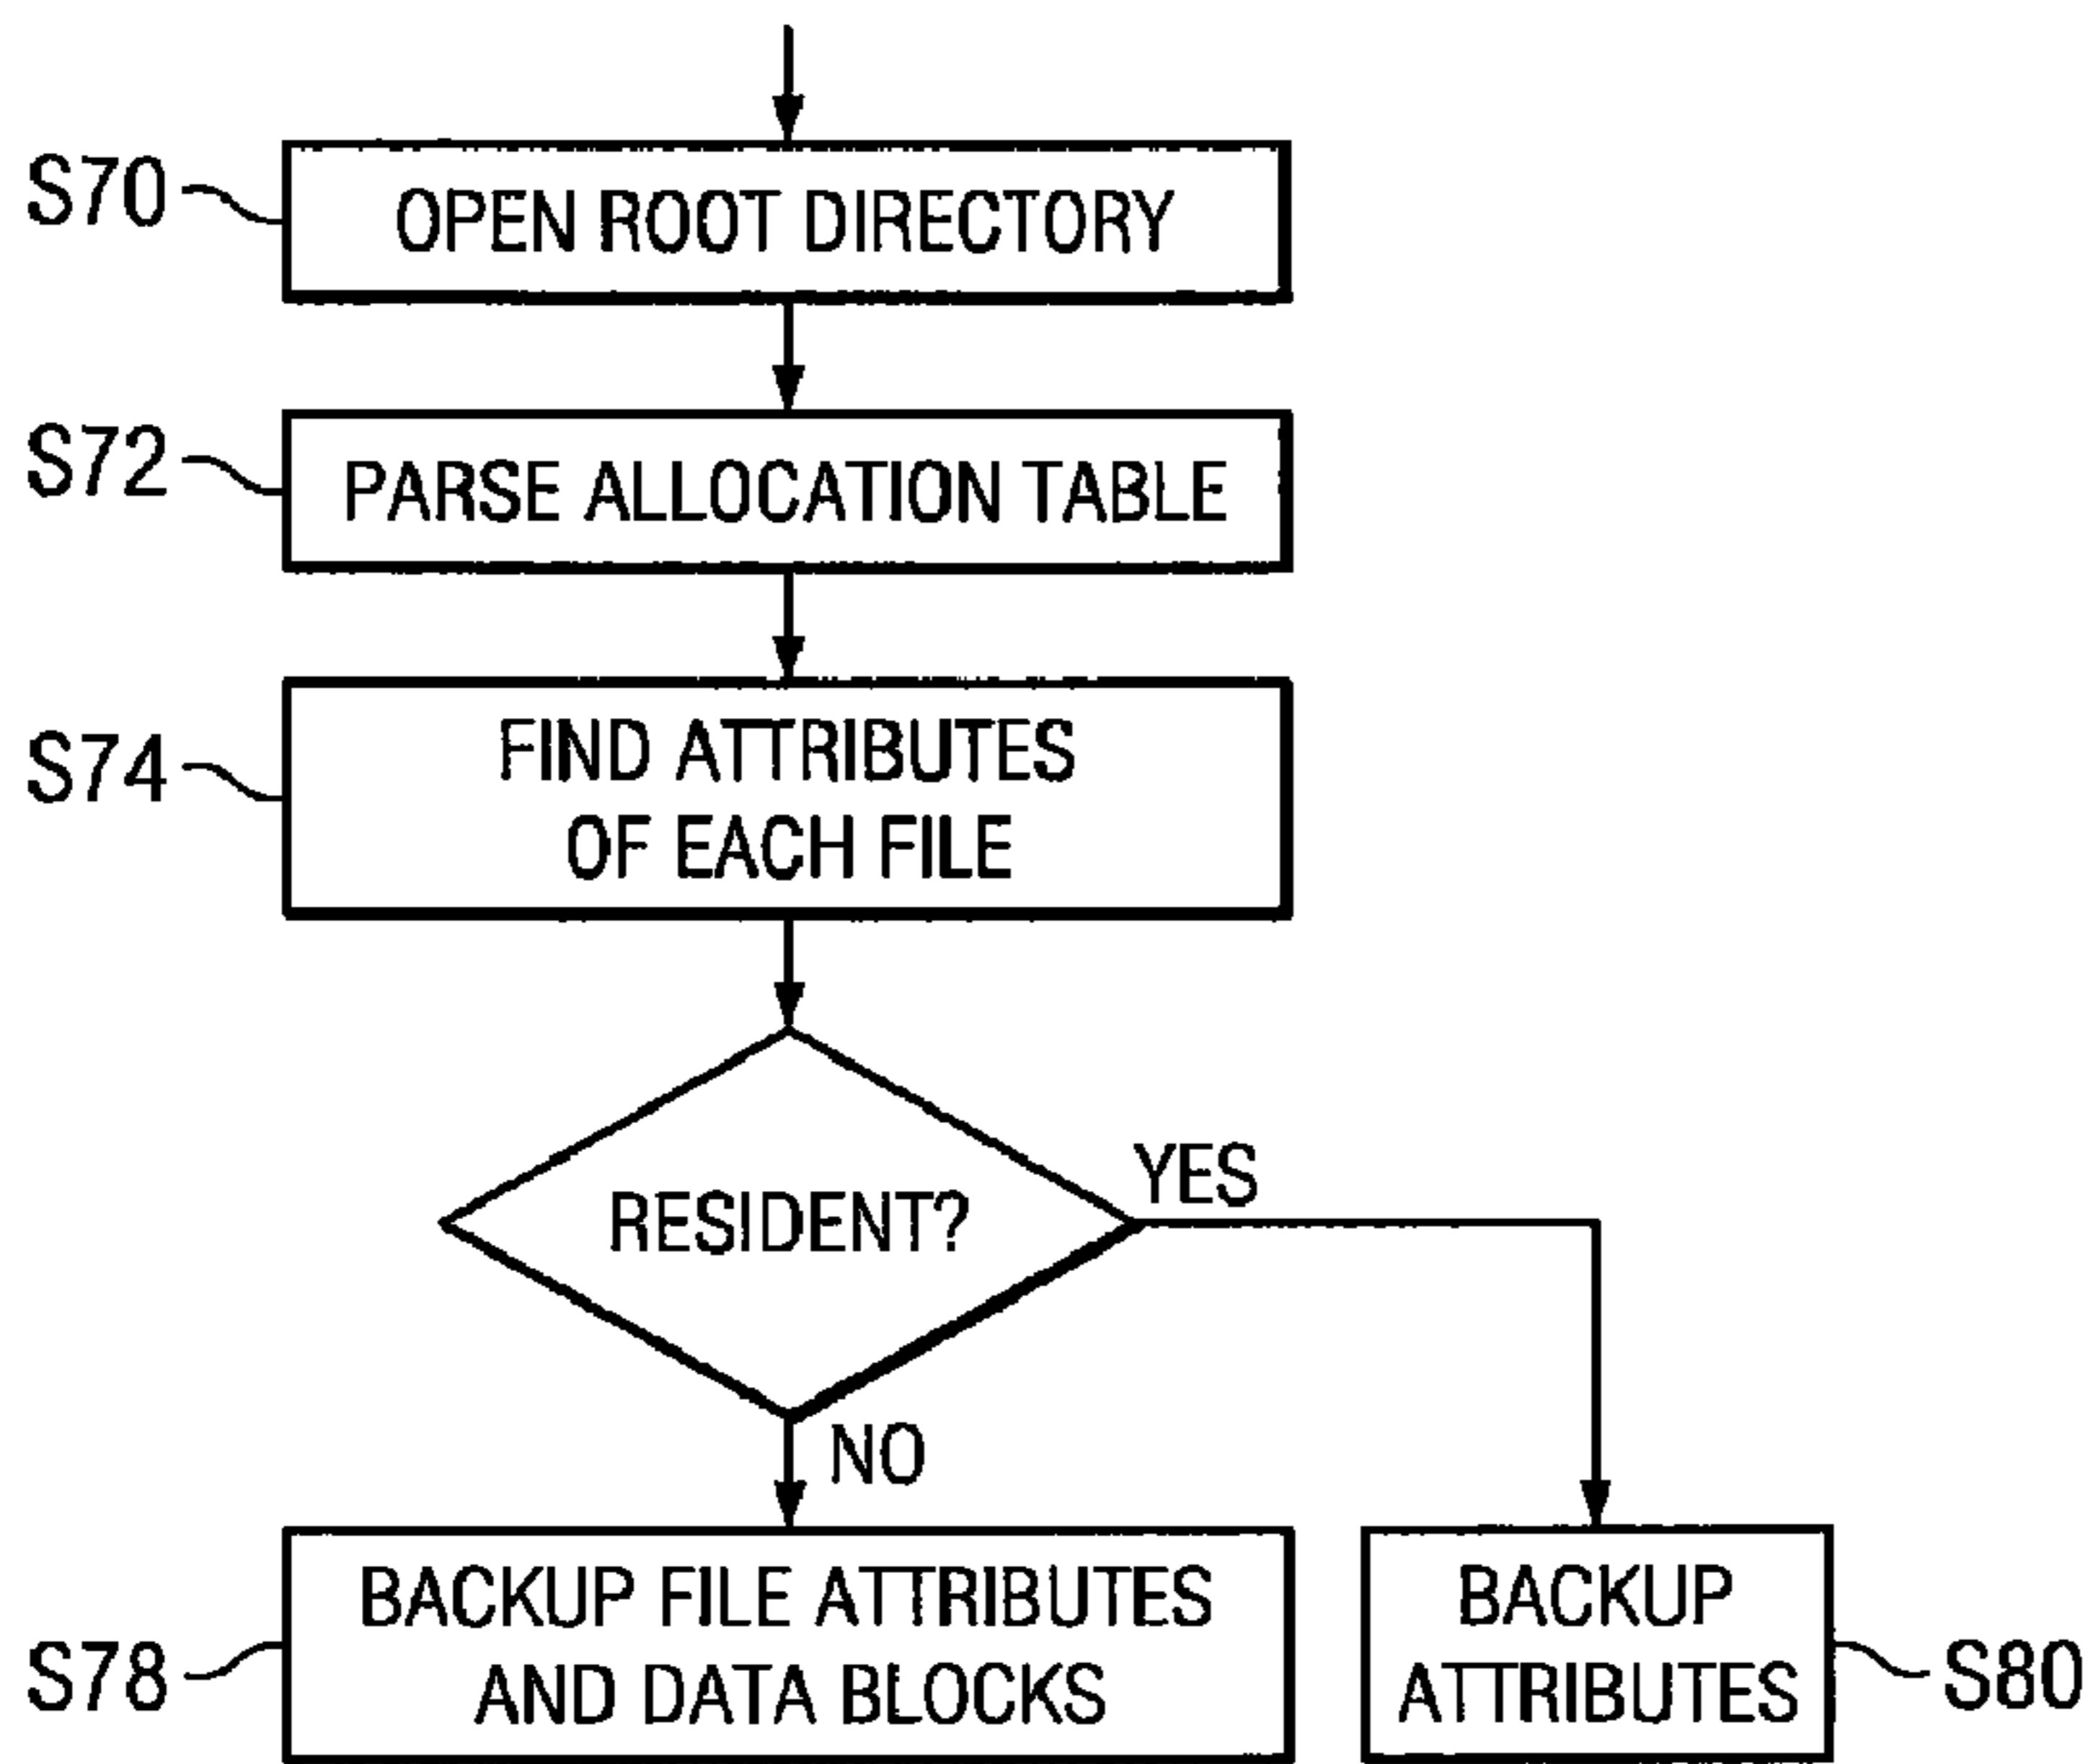 S70
OPEN ROOT DIRECTORY
S72
PARSE ALLOCATION TABLE
S74
FIND ATTRIBUTES
OF EACH FILE
RESIDENT?
YES
NO
S78
BACKUP FILE ATTRIBUTES
AND DATA BLOCKS
BACKUP
ATTRIBUTES
S80